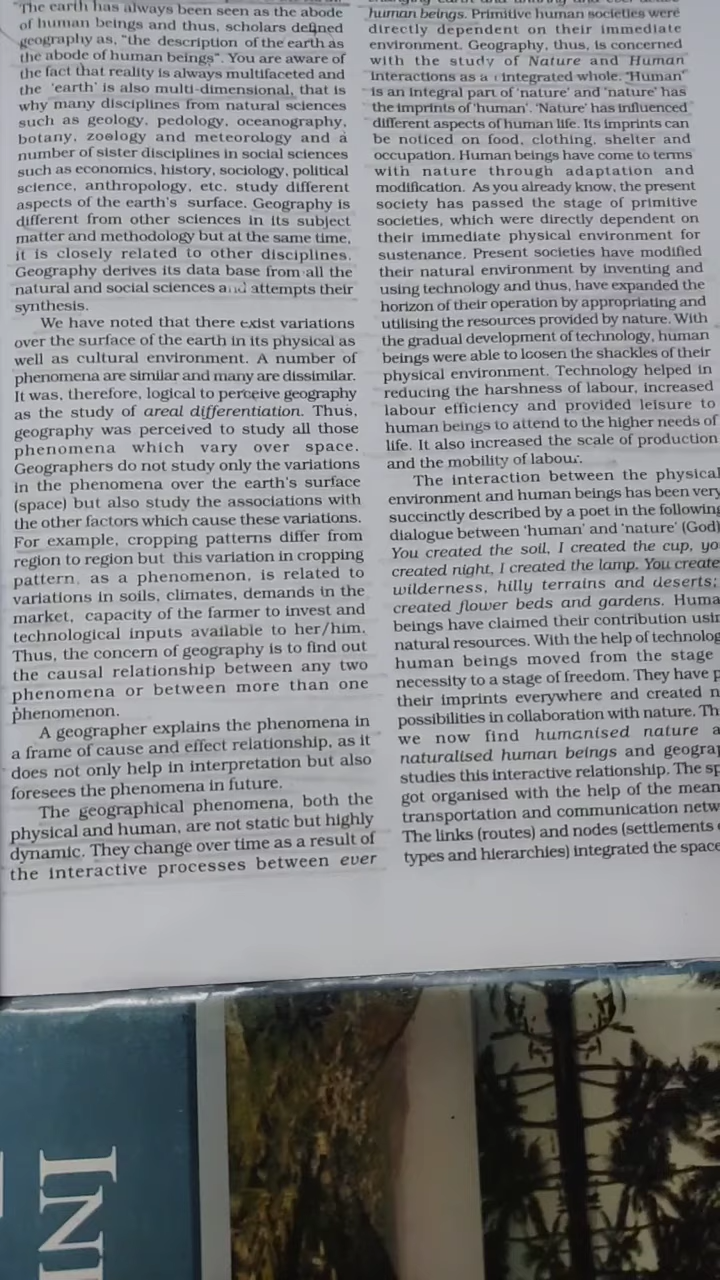 The earth has always been seen as the abode
of human beings and thus, scholars defined
geography as, "the description of the earth as
the abode of human beings". You are aware of
the fact that reality is always multifaceted and
the 'earth' is also multi-dimensional, that is
why many disciplines from natural sciences
such as geology, pedology, oceanography,
botany, zoology and meteorology and a
number of sister disciplines in social sciences
such as economics, history, sociology, political
science, anthropology, etc. study different
aspects of the earth's surface. Geography is
different from other sciences in its subject
matter and methodology but at the same time,
it is closely related to other disciplines.
Geography derives its data base from all the
natural and social sciences and attempts their
synthesis.
We have noted that there exist variations
over the surface of the earth in its physical as
well as cultural environment. A number of
phenomena are similar and many are dissimilar.
It was, therefore, logical to perceive geography
as the study of areal differentiation. Thus,
geography was perceived to study all those
phenomena which vary over space.
Geographers do not study only the variations
in the phenomena over the earth's surface
(space) but also study the associations with
the other factors which cause these variations.
For example, cropping patterns differ from
region to region but this variation in cropping
pattern, as a phenomenon, is related to
variations in soils, climates, demands in the
market, capacity of the farmer to invest and
technological inputs available to her/him.
Thus, the concern of geography is to find out
the causal relationship between any two
phenomena or between more than one
phenomenon.
A geographer explains the phenomena in
a frame of cause and effect relationship, as it
does not only help in interpretation but also
foresees the phenomena in future.
The geographical phenomena, both the
physical and human, are not static but highly
dynamic. They change over time as a result of
the interactive processes between ever
human beings. Primitive human societies were
directly dependent on their immediate
environment. Geography, thus, is concerned
with the study of Nature and Human
interactions as a integrated whole. 'Human'
is an integral part of 'nature' and 'nature' has
the imprints of 'human'. 'Nature' has influenced
different aspects of human life. Its imprints can
be noticed on food, clothing, shelter and
occupation. Human beings have come to terms
with nature through adaptation and
modification. As you already know, the present
society has passed the stage of primitive
societies, which were directly dependent on
their immediate physical environment for
sustenance. Present societies have modified
their natural environment by inventing and
using technology and thus, have expanded the
horizon of their operation by appropriating and
utilising the resources provided by nature. With
the gradual development of technology, human
beings were able to loosen the shackles of their
physical environment. Technology helped in
reducing the harshness of labour, increased
labour efficiency and provided leisure to
human beings to attend to the higher needs of
life. It also increased the scale of production
and the mobility of labour.
The interaction between the physical
environment and human beings has been very
succinctly described by a poet in the following
dialogue between 'human' and 'nature' (God)
You created the soil, I created the cup, yo
created night, I created the lamp. You create
wilderness, hilly terrains and deserts;
created flower beds and gardens. Huma
beings have claimed their contribution usin
natural resources. With the help of technolog
human beings moved from the stage
necessity to a stage of freedom. They have p
their imprints everywhere and created n
possibilities in collaboration with nature. Th
we now find humanised nature a
naturalised human beings and geograp
studies this interactive relationship. The sp
got organised with the help of the mean
transportation and communication netw
The links (routes) and nodes (settlements
types and hierarchies) integrated the space
IN